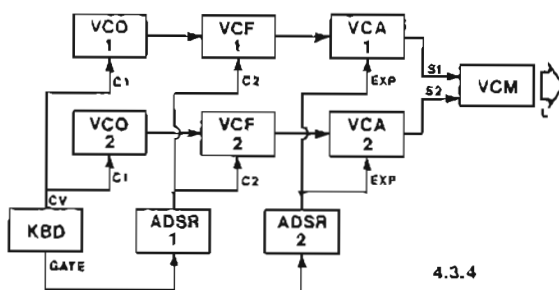 VCO
1
VCF
1
VCA
1
S1
C1
C2
EXP
S2
VCM
VCO
2
VCF
2
VCA
2
C1
C2
EXP
CV
KBD
ADSR
1
ADSR
2
GATE
4.3.4